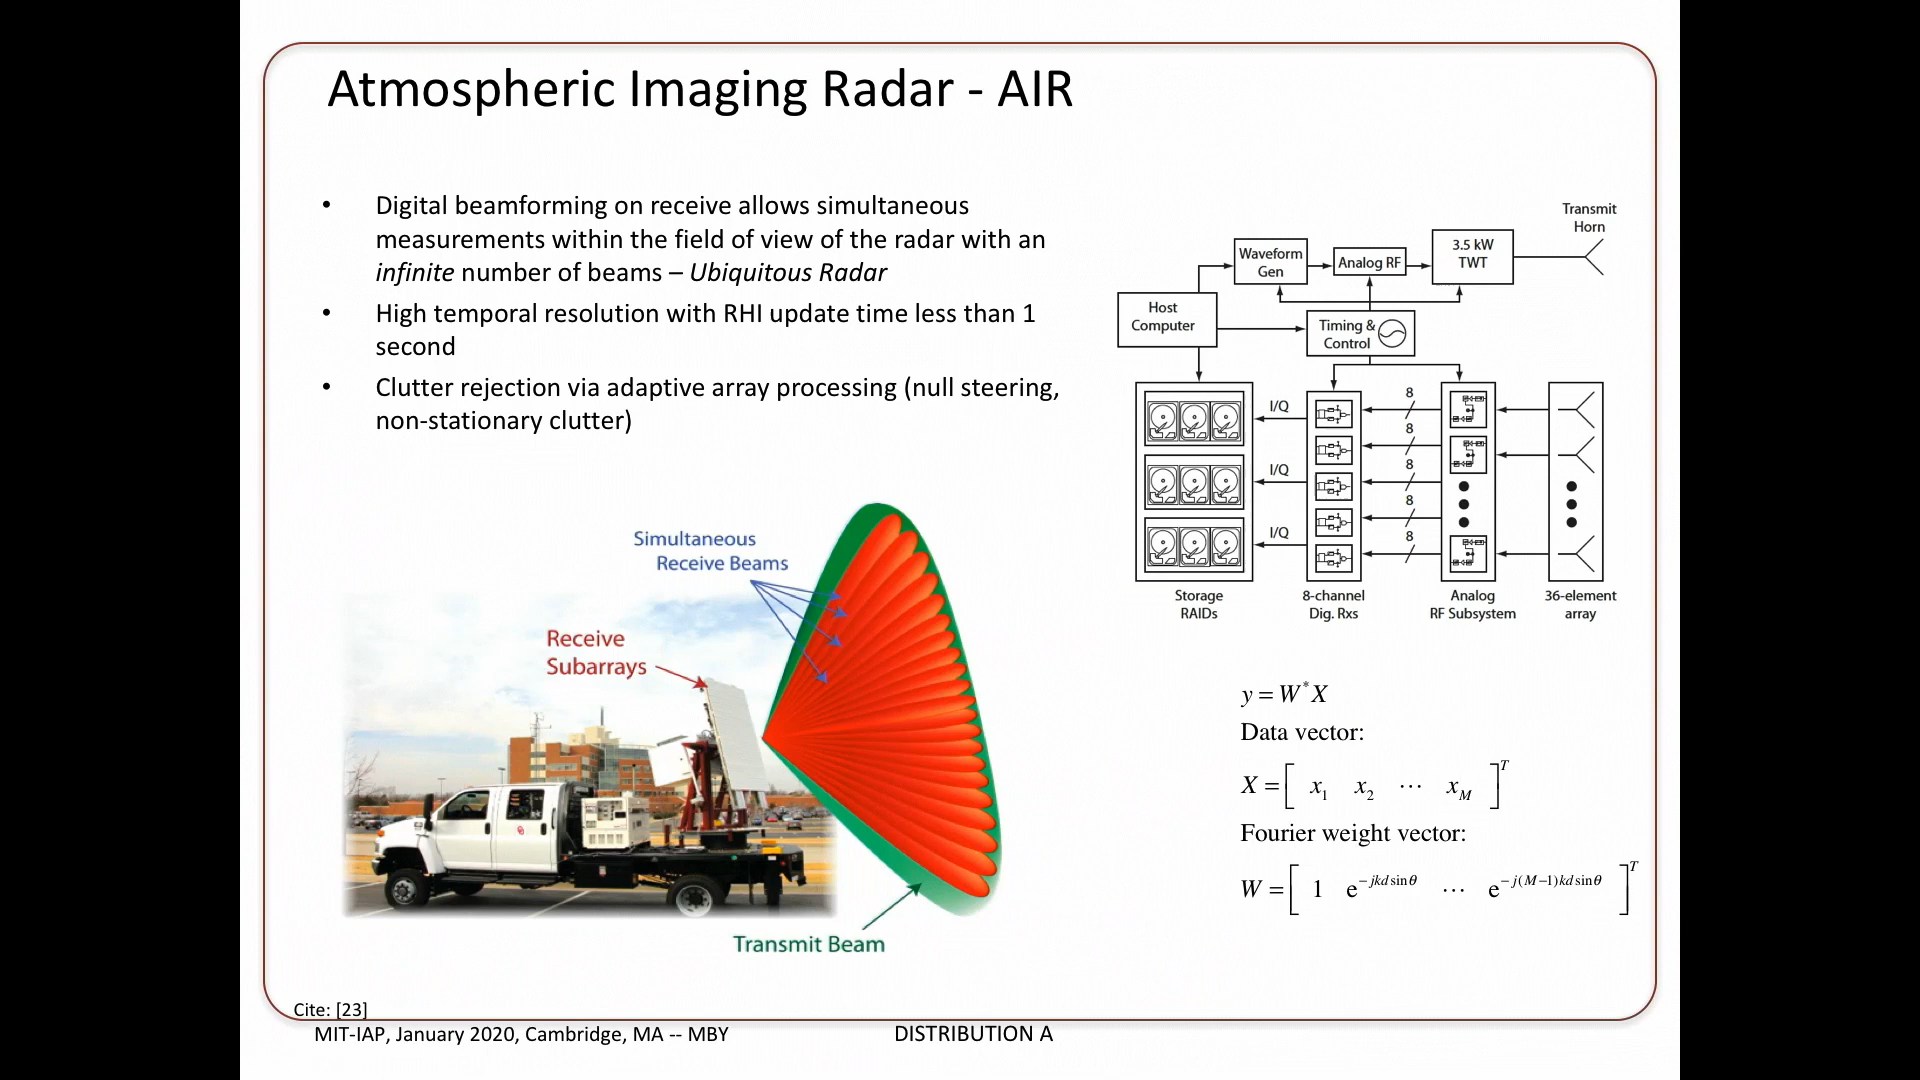 Atmospheric Imaging Radar - AIR
• Digital beamforming on receive allows simultaneous
measurements within the field of view of the radar with an
infinite number of beams – Ubiquitous Radar
• High temporal resolution with RHI update time less than 1
second
• Clutter rejection via adaptive array processing (null steering,
non-stationary clutter)
Simultaneous
Receive Beams
Receive
Subarrays
Transmit Beam
Transmit
Horn
Waveform
Gen
Analog RF
3.5 kW
TWT
Host
Computer
Timing &
Control
I/Q
I/Q
I/Q
8
8
8
8
8
Storage
RAIDs
8-channel
Dig. Rxs
Analog
RF Subsystem
36-element
array
y = W*X
Data vector:
X = [ x₁ x₂ ⋯ x_M ]^T
Fourier weight vector:
W = [ 1 e^{-jkd sinθ} ⋯ e^{-j(M-1)kd sinθ} ]^T
Cite: [23]
MIT-IAP, January 2020, Cambridge, MA -- MBY
DISTRIBUTION A